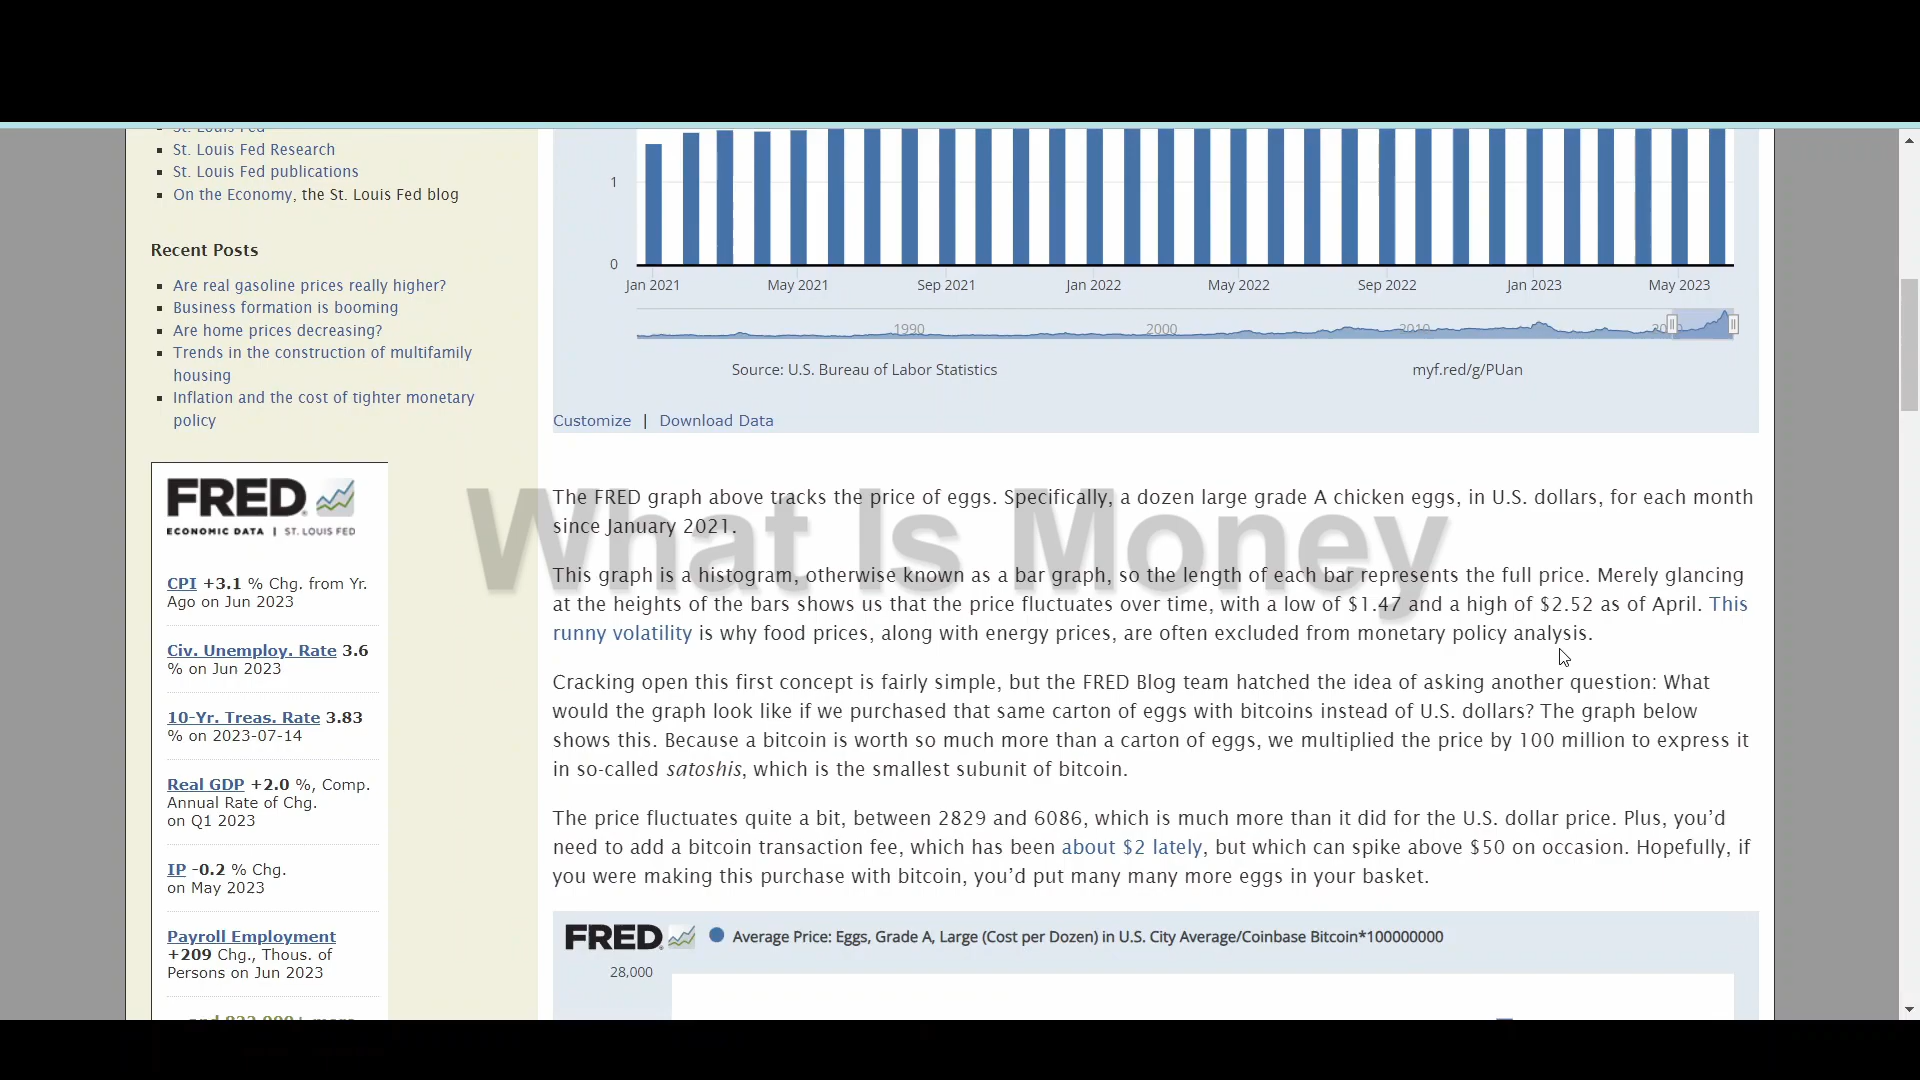 St. Louis Fed
St. Louis Fed Research
St. Louis Fed publications
On the Economy, the St. Louis Fed blog
Recent Posts
Are real gasoline prices really higher?
Business formation is booming
Are home prices decreasing?
Trends in the construction of multifamily
housing
Inflation and the cost of tighter monetary
policy
FRED
ECONOMIC DATA | ST. LOUIS FED
CPI +3.1 % Chg. from Yr.
Ago on Jun 2023
Civ. Unemploy. Rate 3.6
% on Jun 2023
10-Yr. Treas. Rate 3.83
% on 2023-07-14
Real GDP +2.0 %, Comp.
Annual Rate of Chg.
on Q1 2023
IP -0.2 % Chg.
on May 2023
Payroll Employment
+209 Chg., Thous. of
Persons on Jun 2023
1
0
Jan 2021 May 2021 Sep 2021 Jan 2022 May 2022 Sep 2022 Jan 2023 May 2023
1990 2000 2010
Source: U.S. Bureau of Labor Statistics myf.red/g/PUan
Customize | Download Data
What Is Money
The FRED graph above tracks the price of eggs. Specifically, a dozen large grade A chicken eggs, in U.S. dollars, for each month
since January 2021.
This graph is a histogram, otherwise known as a bar graph, so the length of each bar represents the full price. Merely glancing
at the heights of the bars shows us that the price fluctuates over time, with a low of $1.47 and a high of $2.52 as of April. This
runny volatility is why food prices, along with energy prices, are often excluded from monetary policy analysis.
Cracking open this first concept is fairly simple, but the FRED Blog team hatched the idea of asking another question: What
would the graph look like if we purchased that same carton of eggs with bitcoins instead of U.S. dollars? The graph below
shows this. Because a bitcoin is worth so much more than a carton of eggs, we multiplied the price by 100 million to express it
in so-called satoshis, which is the smallest subunit of bitcoin.
The price fluctuates quite a bit, between 2829 and 6086, which is much more than it did for the U.S. dollar price. Plus, you'd
need to add a bitcoin transaction fee, which has been about $2 lately, but which can spike above $50 on occasion. Hopefully, if
you were making this purchase with bitcoin, you'd put many many more eggs in your basket.
FRED Average Price: Eggs, Grade A, Large (Cost per Dozen) in U.S. City Average/Coinbase Bitcoin*100000000
28,000